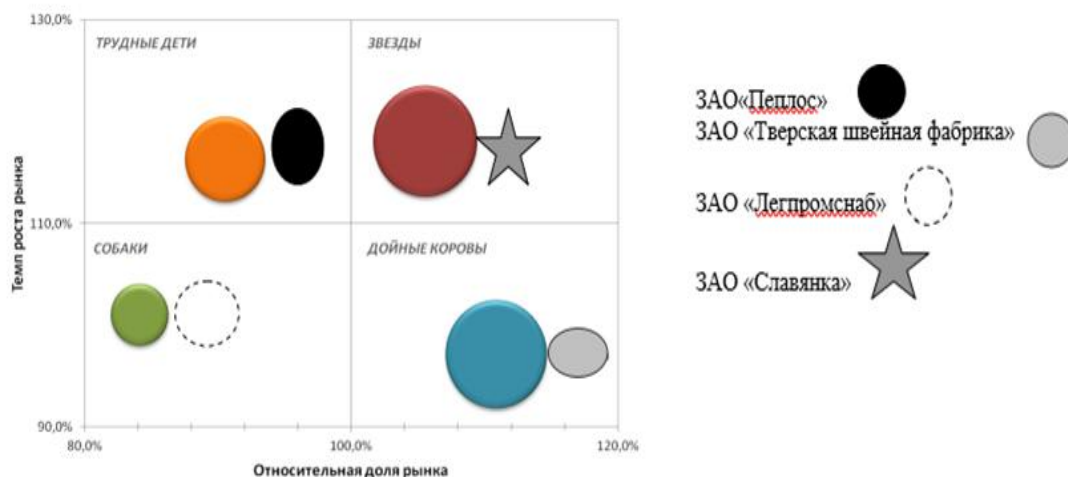 130,0%
ТРУДНЫЕ ДЕТИ
ЗВЕЗДЫ
110,0%
СОБАКИ
ДОЙНЫЕ КОРОВЫ
90,0%
80,0%
100,0%
120,0%
Темп роста рынка
Относительная доля рынка
ЗАО«Пеплос»
ЗАО «Тверская швейная фабрика»
ЗАО «Легпромснаб»
ЗАО «Славянка»